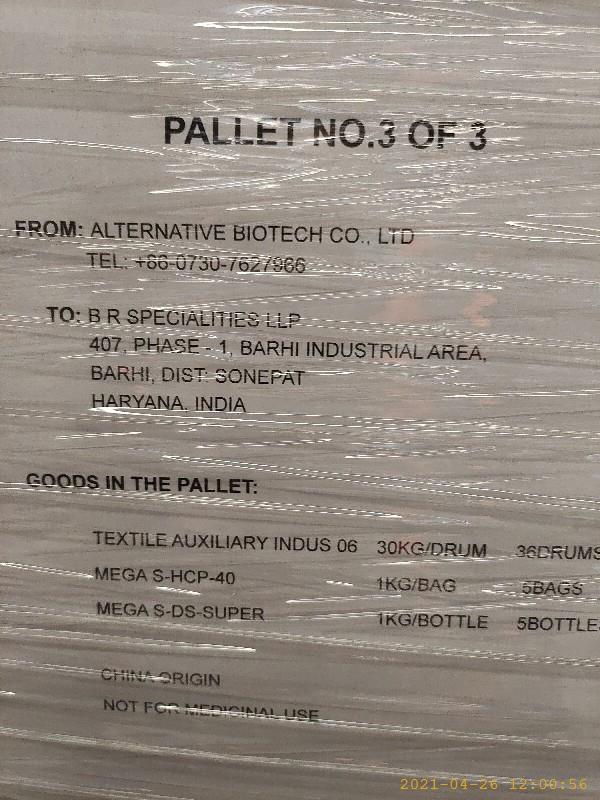 PALLET NO.3 OF 3
FROM: ALTERNATIVE BIOTECH CO., LTD
TEL: +86-0730-7627966
TO: B R SPECIALITIES LLP
407, PHASE - 1, BARHI INDUSTRIAL AREA,
BARHI, DIST: SONEPAT
HARYANA. INDIA
GOODS IN THE PALLET:
TEXTILE AUXILIARY INDUS 06 30KG/DRUM 36DRUMS
MEGA S-HCP-40 1KG/BAG 5BAGS
MEGA S-DS-SUPER 1KG/BOTTLE 5BOTTLE
CHINA ORIGIN
NOT FOR MEDICINAL USE
2021-04-26 12:00:56